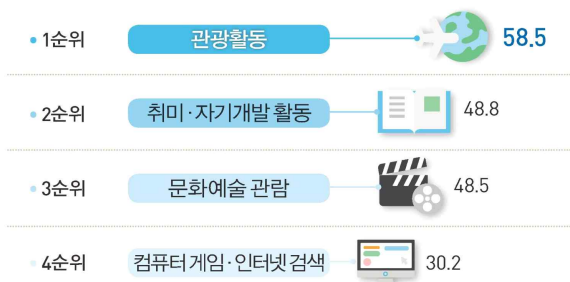 1순위 관광활동 58.5
2순위 취미·자기개발 활동 48.8
3순위 문화예술 관람 48.5
4순위 컴퓨터 게임·인터넷 검색 30.2